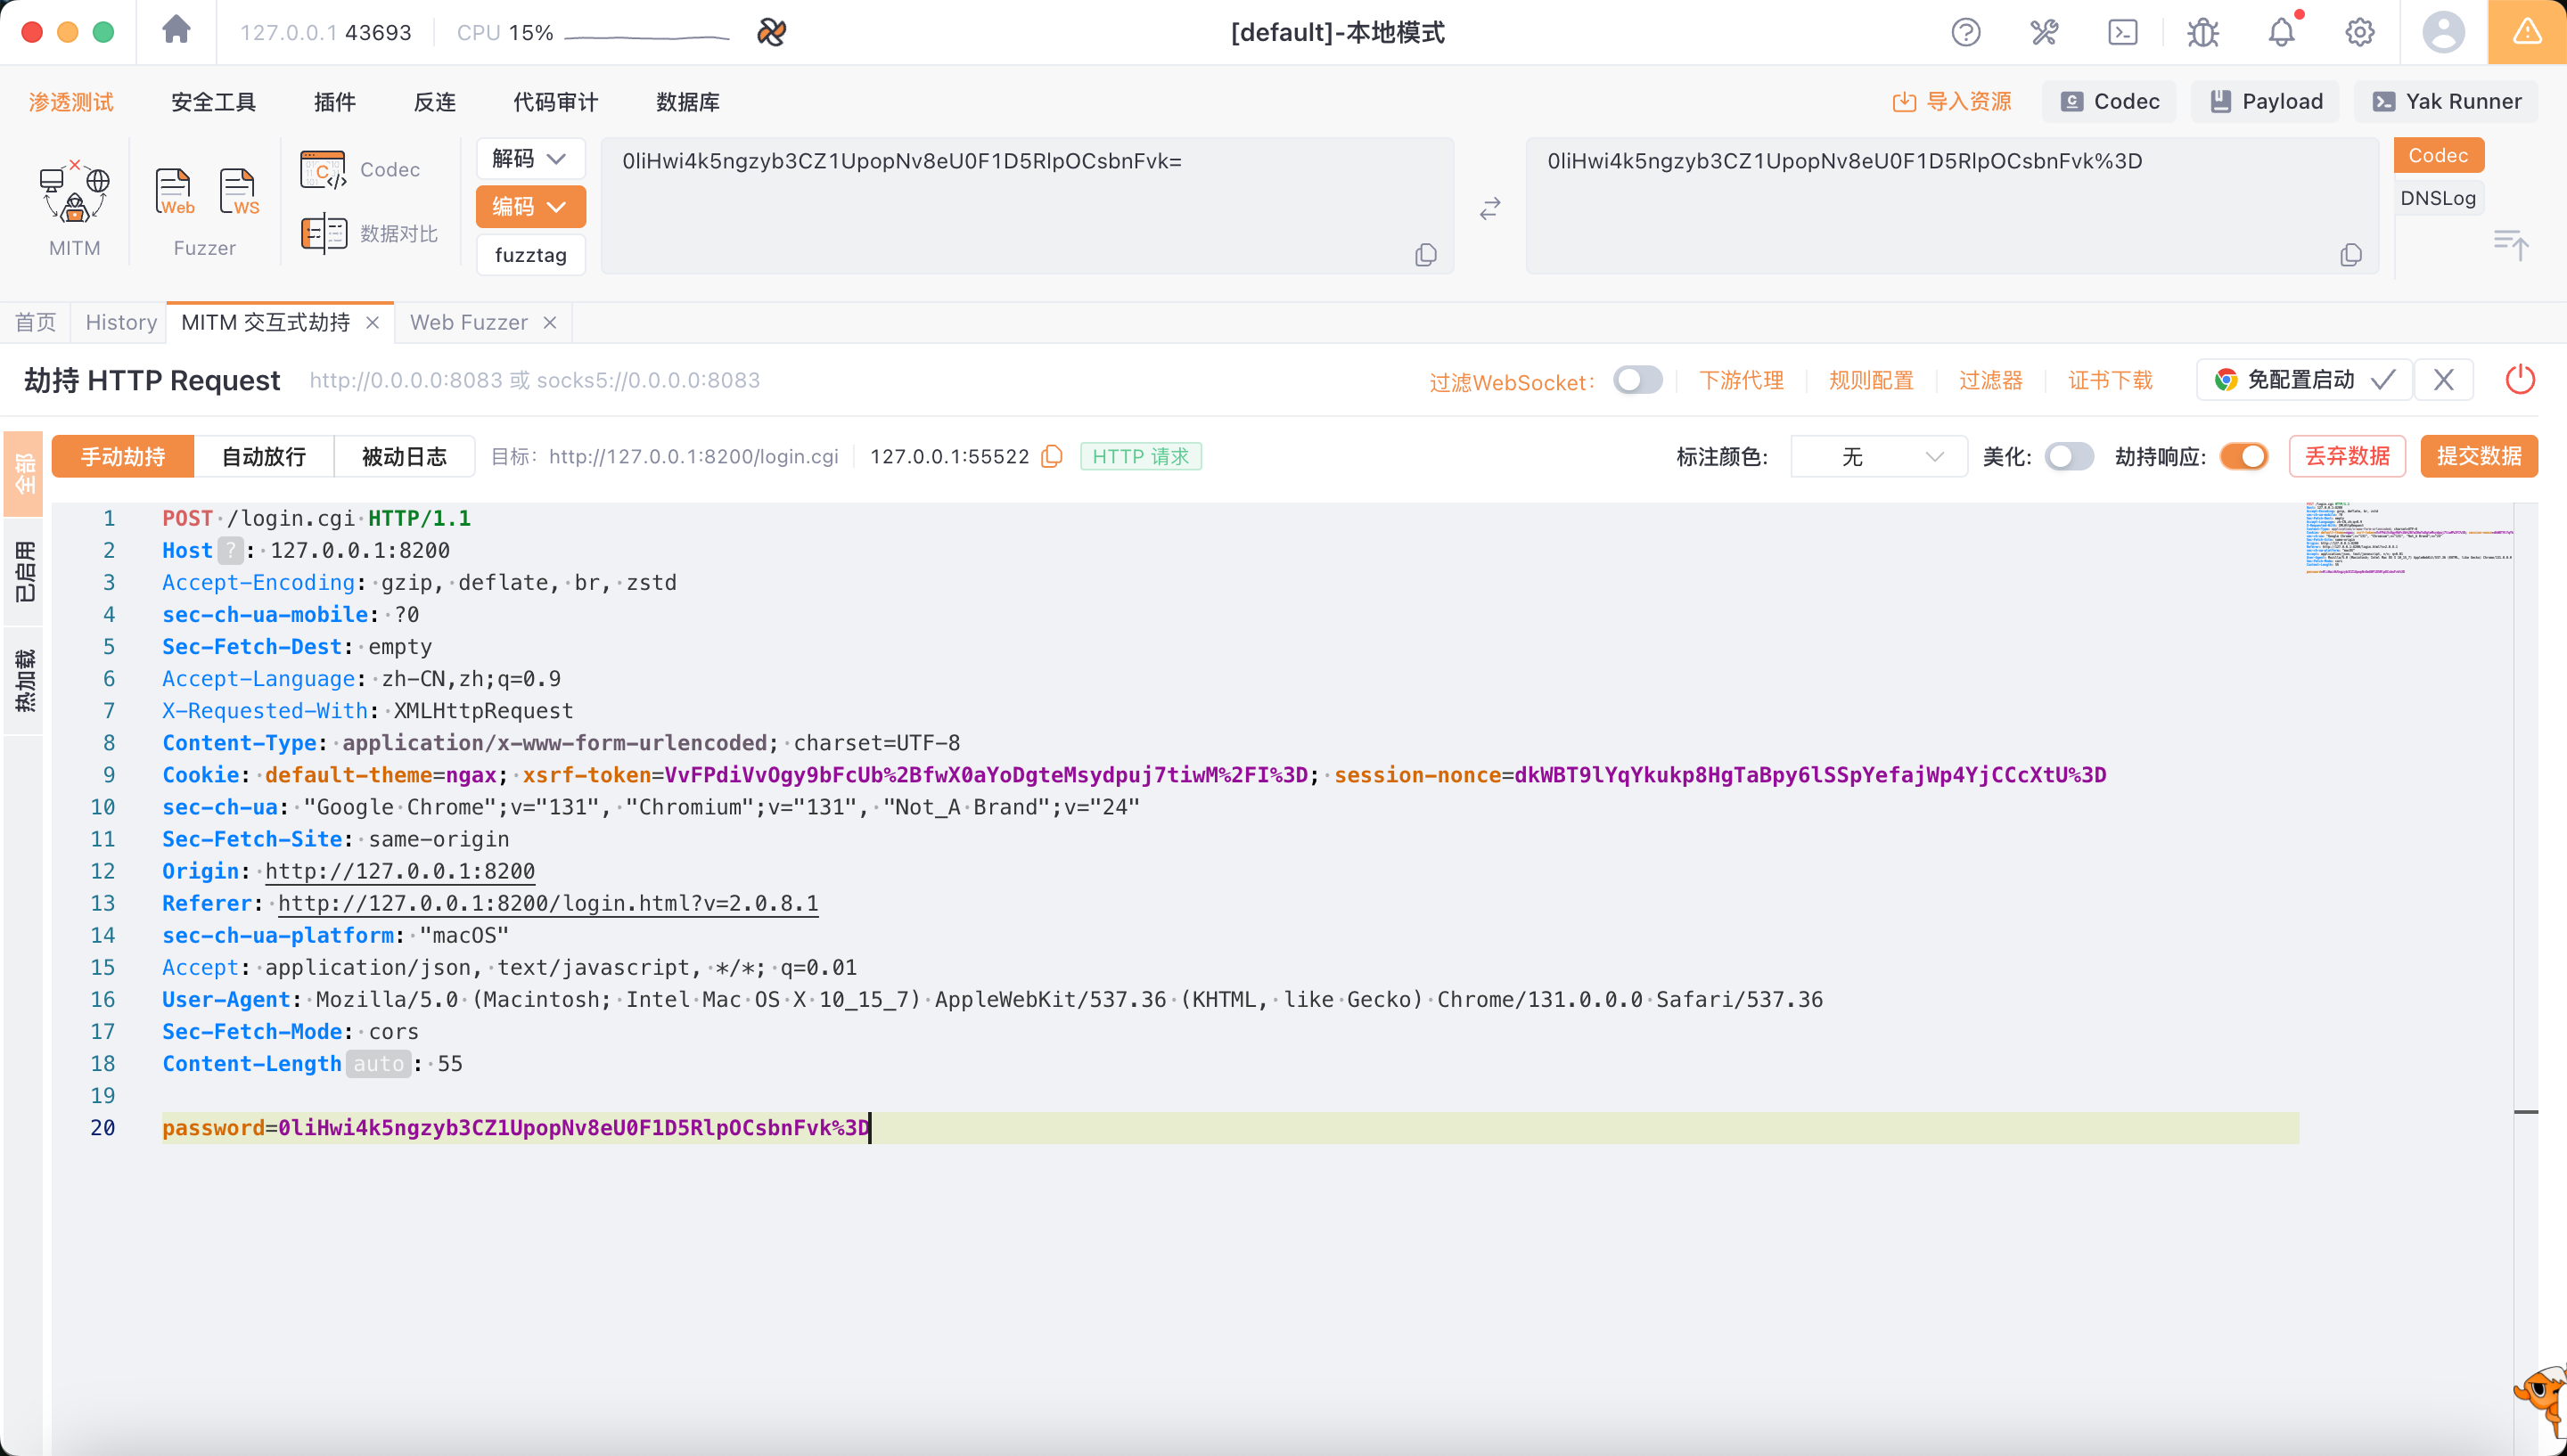 127.0.0.1 43693 CPU 15% [default]-本地模式
渗透测试 安全工具 插件 反连 代码审计 数据库 导入资源 Codec Payload Yak Runner
MITM
Web WS
Fuzzer
Codec
数据对比
解码
编码
fuzztag
0liHwi4k5ngzyb3CZ1UpopNv8eU0F1D5RlpOCsbnFvk=
0liHwi4k5ngzyb3CZ1UpopNv8eU0F1D5RlpOCsbnFvk%3D
Codec
DNSLog
首页 History MITM 交互式劫持 Web Fuzzer
劫持 HTTP Request http://0.0.0.0:8083 或 socks5://0.0.0.0:8083 过滤WebSocket: 下游代理 规则配置 过滤器 证书下载 免配置启动
全部
已启用
热加载
手动劫持 自动放行 被动日志 目标: http://127.0.0.1:8200/login.cgi 127.0.0.1:55522 HTTP 请求 标注颜色: 无 美化: 劫持响应: 丢弃数据 提交数据
1 POST /login.cgi HTTP/1.1
2 Host ? : 127.0.0.1:8200
3 Accept-Encoding: gzip, deflate, br, zstd
4 sec-ch-ua-mobile: ?0
5 Sec-Fetch-Dest: empty
6 Accept-Language: zh-CN,zh;q=0.9
7 X-Requested-With: XMLHttpRequest
8 Content-Type: application/x-www-form-urlencoded; charset=UTF-8
9 Cookie: default-theme=ngax; xsrf-token=VvFPdiVvOgy9bFcUb%2BfwX0aYoDgteMsydpuj7tiwM%2FI%3D; session-nonce=dkWBT9lYqYkukp8HgTaBpy6lSSpYefajWp4YjCCcXtU%3D
10 sec-ch-ua: "Google Chrome";v="131", "Chromium";v="131", "Not_A Brand";v="24"
11 Sec-Fetch-Site: same-origin
12 Origin: http://127.0.0.1:8200
13 Referer: http://127.0.0.1:8200/login.html?v=2.0.8.1
14 sec-ch-ua-platform: "macOS"
15 Accept: application/json, text/javascript, */*; q=0.01
16 User-Agent: Mozilla/5.0 (Macintosh; Intel Mac OS X 10_15_7) AppleWebKit/537.36 (KHTML, like Gecko) Chrome/131.0.0.0 Safari/537.36
17 Sec-Fetch-Mode: cors
18 Content-Length auto : 55
19
20 password=0liHwi4k5ngzyb3CZ1UpopNv8eU0F1D5RlpOCsbnFvk%3D